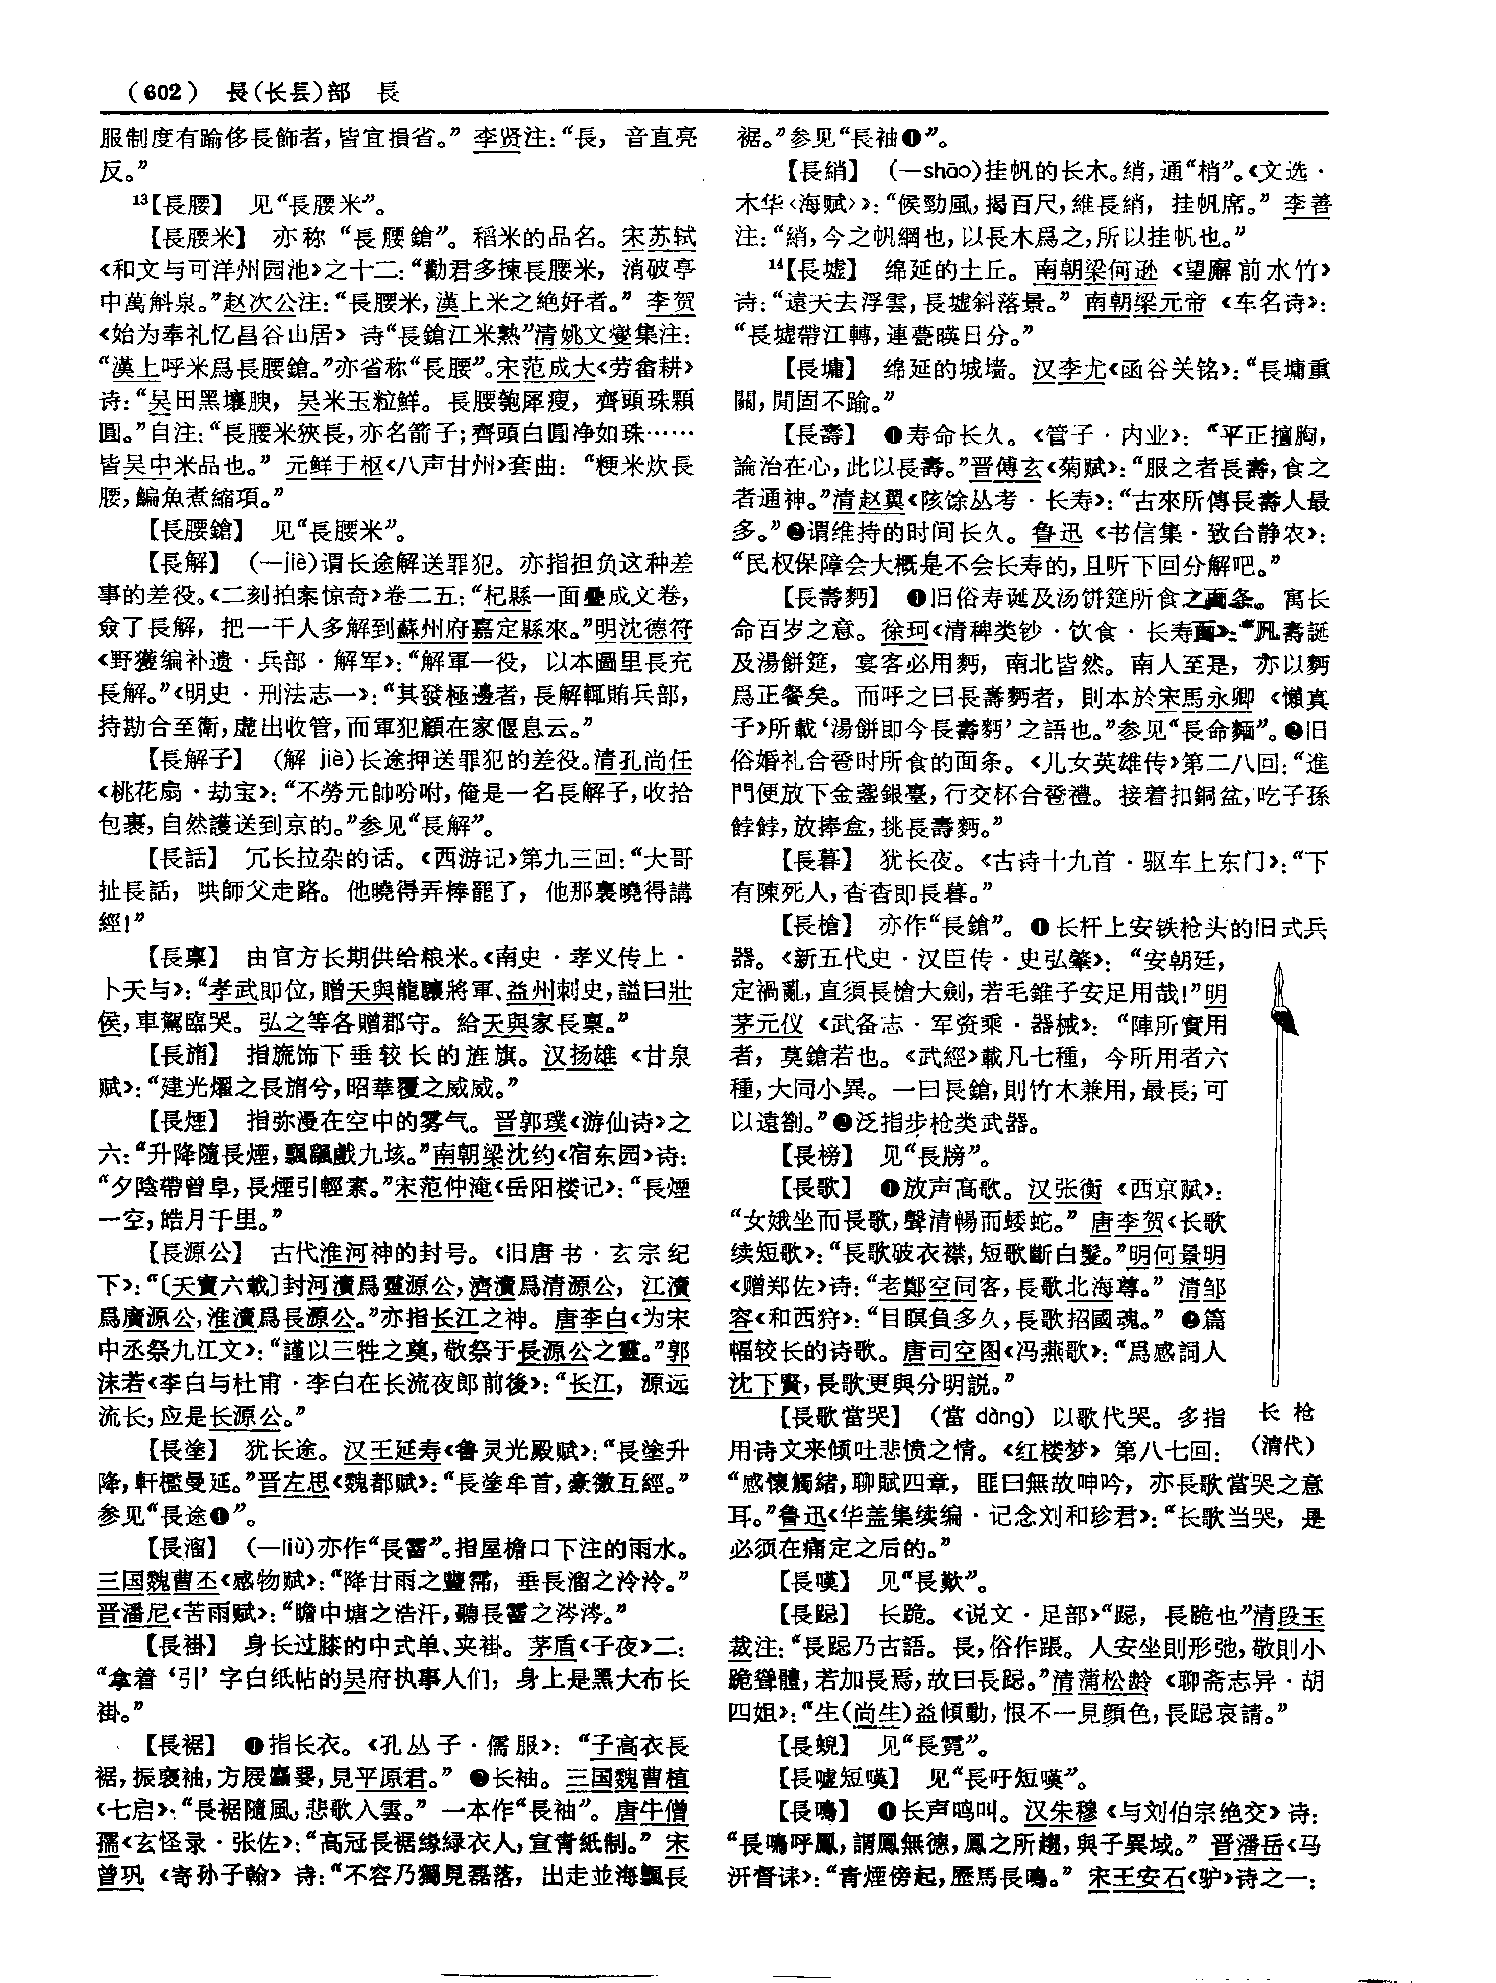 （602） 長（长镸）部 長
服制度有踰侈長飾者，皆宜損省。”李贤注：“長，音直亮
反。”
13【長腰】 见“長腰米”。
【長腰米】 亦称“長腰鎗”。稻米的品名。宋苏轼
《和文与可洋州园池》之十二：“勸君多揀長腰米，消破亭
中萬斛泉。”赵次公注：“長腰米，漢上米之絶好者。”李贺
《始为奉礼忆昌谷山居》诗“長鎗江米熟”清姚文燮集注：
“漢上呼米爲長腰鎗。”亦省称“長腰”。宋范成大《劳畬耕》
诗：“吴田黑壤腴，吴米玉粒鮮。長腰匏犀瘦，齊頭珠顆
圓。”自注：“長腰米狹長，亦名箭子；齊頭白圓净如珠……
皆吴中米品也。”元鲜于枢《八声甘州》套曲：“粳米炊長
腰，鯿魚煮縮項。”
【長腰鎗】 见“長腰米”。
【長解】 （—jiè）谓长途解送罪犯。亦指担负这种差
事的差役。《二刻拍案惊奇》卷二五：“杞縣一面疊成文卷，
僉了長解，把一干人多解到蘇州府嘉定縣來。”明沈德符
《野獲编补遗·兵部·解军》：“解軍一役，以本圖里長充
長解。”《明史·刑法志一》：“其發極邊者，長解輒賄兵部，
持勘合至衛，虚出收管，而軍犯顧在家偃息云。”
【長解子】 （解 jiè）长途押送罪犯的差役。清孔尚任
《桃花扇·劫宝》：“不勞元帥吩咐，俺是一名長解子，收拾
包裹，自然護送到京的。”参见“長解”。
【長話】 冗长拉杂的话。《西游记》第九三回：“大哥
扯長話，哄師父走路。他曉得弄棒罷了，他那裏曉得講
經！”
【長稟】 由官方长期供给粮米。《南史·孝义传上·
卜天与》：“孝武即位，贈天與龍驤將軍、益州刺史，謚曰壯
侯，車駕臨哭。弘之等各贈郡守。給天與家長稟。”
【長旓】 指旒饰下垂较长的旌旗。汉扬雄《甘泉
赋》：“建光燿之長旓兮，昭華覆之威威。”
【長煙】 指弥漫在空中的雾气。晋郭璞《游仙诗》之
六：“升降隨長煙，飄颻戲九垓。”南朝梁沈约《宿东园》诗：
“夕陰帶曾阜，長煙引輕素。”宋范仲淹《岳阳楼记》：“長煙
一空，皓月千里。”
【長源公】 古代淮河神的封号。《旧唐书·玄宗纪
下》：“〔天寶六載〕封河瀆爲靈源公，濟瀆爲清源公，江瀆
爲廣源公，淮瀆爲長源公。”亦指长江之神。唐李白《为宋
中丞祭九江文》：“謹以三牲之奠，敬祭于長源公之靈。”郭
沫若《李白与杜甫·李白在长流夜郎前後》：“长江，源远
流长，应是长源公。”
【長塗】 犹长途。汉王延寿《鲁灵光殿赋》：“長塗升
降，軒檻曼延。”晋左思《魏都赋》：“長塗牟首，豪徼互經。”
参见“長途❶”。
【長溜】 （—liù）亦作“長霤”。指屋檐口下注的雨水。
三国魏曹丕《感物赋》：“降甘雨之豐霈，垂長溜之泠泠。”
晋潘尼《苦雨赋》：“瞻中塘之浩汗，聽長霤之涔涔。”
【長褂】 身长过膝的中式单、夹褂。茅盾《子夜》二：
“拿着‘引’字白纸帖的吴府执事人们，身上是黑大布长
褂。”
【長裾】 ❶指长衣。《孔丛子·儒服》：“子高衣長
裾，振褒袖，方屐麤翣，見平原君。”❷长袖。三国魏曹植
《七启》：“長裾隨風，悲歌入雲。”一本作“長袖”。唐牛僧
孺《玄怪录·张佐》：“高冠長裾緣緑衣人，宣青紙制。”宋
曾巩《寄孙子翰》诗：“不容乃獨見磊落，出走並海飄長
裾。”参见“長袖❶”。
【長綃】 （—shāo）挂帆的长木。綃，通“梢”。《文选·
木华〈海赋〉》：“候勁風，揭百尺，維長綃，挂帆席。”李善
注：“綃，今之帆綱也，以長木爲之，所以挂帆也。”
14【長墟】 绵延的土丘。南朝梁何逊《望廨前水竹》
诗：“遠天去浮雲，長墟斜落景。”南朝梁元帝《车名诗》：
“長墟帶江轉，連甍暎日分。”
【長墉】 绵延的城墙。汉李尤《函谷关铭》：“長墉重
關，閒固不踰。”
【長壽】 ❶寿命长久。《管子·内业》：“平正擅胸，
論治在心，此以長壽。”晋傅玄《菊赋》：“服之者長壽，食之
者通神。”清赵翼《陔馀丛考·长寿》：“古來所傳長壽人最
多。”❷谓维持的时间长久。鲁迅《书信集·致台静农》：
“民权保障会大概是不会长寿的，且听下回分解吧。”
【長壽麪】 ❶旧俗寿诞及汤饼筵所食之面条。寓长
命百岁之意。徐珂《清稗类钞·饮食·长寿面》：“凡壽誕
及湯餅筵，宴客必用麪，南北皆然。南人至是，亦以麪
爲正餐矣。而呼之曰長壽麪者，則本於宋馬永卿《懶真
子》所載‘湯餅即今長壽麪’之語也。”参见“長命麵”。❷旧
俗婚礼合卺时所食的面条。《儿女英雄传》第二八回：“進
門便放下金盞銀臺，行交杯合卺禮。接着扣銅盆，吃子孫
餑餑，放捧盒，挑長壽麪。”
【長暮】 犹长夜。《古诗十九首·驱车上东门》：“下
有陳死人，杳杳即長暮。”
【長槍】 亦作“長鎗”。❶长杆上安铁枪头的旧式兵
器。《新五代史·汉臣传·史弘肇》：“安朝廷，
定禍亂，直須長槍大劍，若毛錐子安足用哉！”明
茅元仪《武备志·军资乘·器械》：“陣所實用
者，莫鎗若也。《武經》載凡七種，今所用者六
種，大同小異。一曰長鎗，則竹木兼用，最長，可
以遠劄。”❷泛指步枪类武器。
【長榜】 见“長牓”。
【長歌】 ❶放声高歌。汉张衡《西京赋》：
“女娥坐而長歌，聲清暢而蜲蛇。”唐李贺《长歌
续短歌》：“長歌破衣襟，短歌斷白髮。”明何景明
《赠郑佐》诗：“老鄭空同客，長歌北海尊。”清邹
容《和西狩》：“目瞑負多久，長歌招國魂。”❷篇
幅较长的诗歌。唐司空图《冯燕歌》：“爲感詞人
沈下賢，長歌更與分明説。”
【長歌當哭】 （當 dàng）以歌代哭。多指
用诗文来倾吐悲愤之情。《红楼梦》第八七回：
“感懷觸緒，聊賦四章，匪曰無故呻吟，亦長歌當哭之意
耳。”鲁迅《华盖集续编·记念刘和珍君》：“长歌当哭，是
必须在痛定之后的。”
【長嘆】 见“長歎”。
【長跽】 长跪。《说文·足部》“跽，長跪也”清段玉
裁注：“長跽乃古語。長，俗作䠆。人安坐則形弛，敬則小
跪聳體，若加長焉，故曰長跽。”清蒲松龄《聊斋志异·胡
四姐》：“生（尚生）益傾動，恨不一見顔色，長跽哀請。”
【長蜺】 见“長霓”。
【長嘘短嘆】 见“長吁短嘆”。
【長鳴】 ❶长声鸣叫。汉朱穆《与刘伯宗绝交》诗：
“長鳴呼鳳，謂鳳無德，鳳之所趨，與子異域。”晋潘岳《马
汧督诔》：“青煙傍起，歷馬長鳴。”宋王安石《驴》诗之一：
长 枪
（清代）